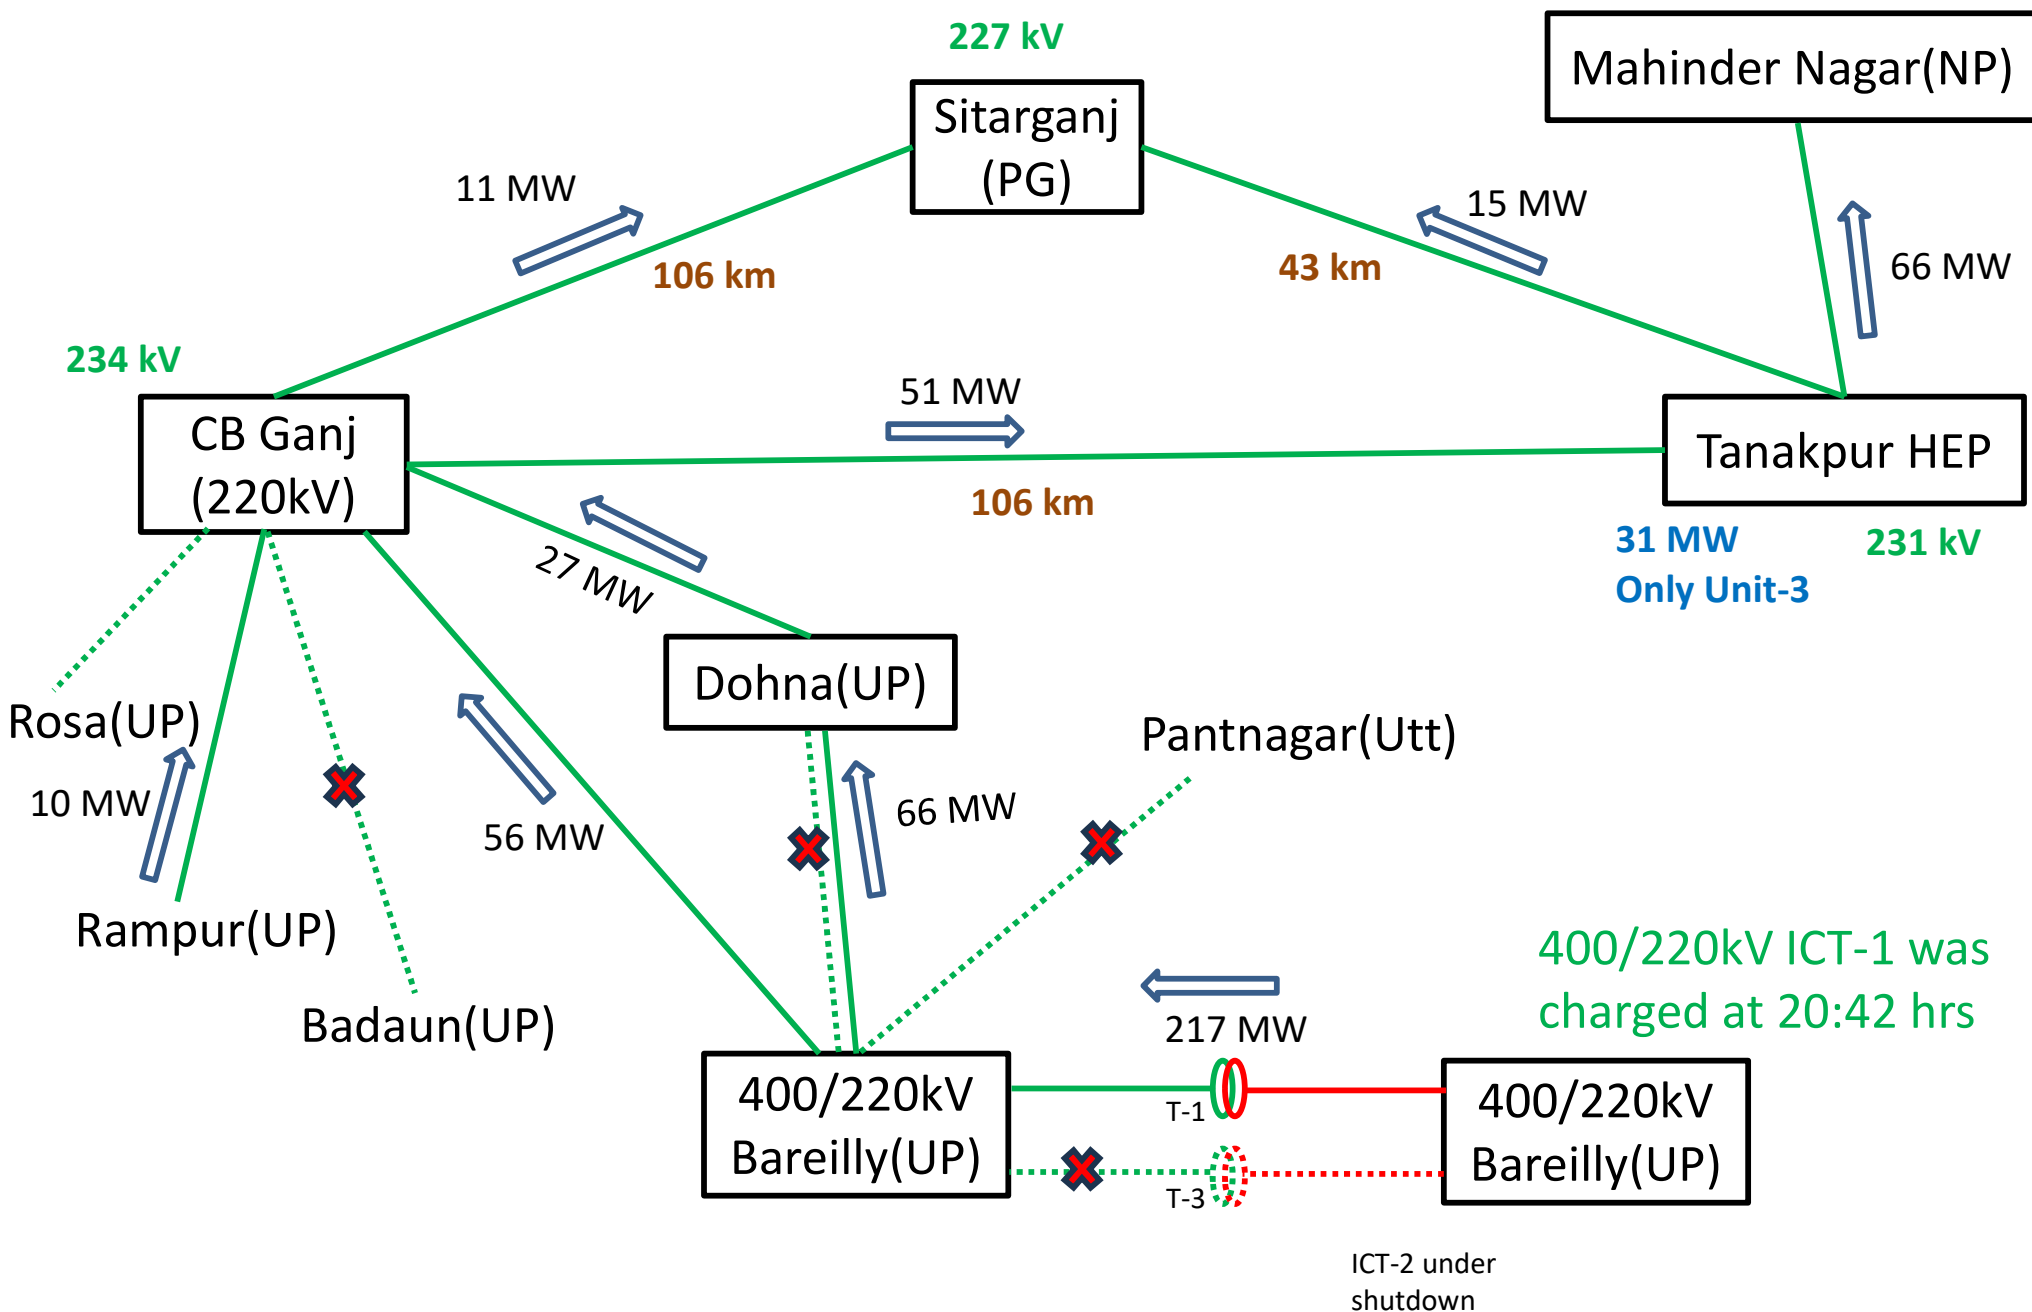 227 kV
Mahinder Nagar(NP)
Sitarganj
(PG)
11 MW
15 MW
66 MW
106 km
43 km
234 kV
51 MW
CB Ganj
(220kV)
Tanakpur HEP
106 km
31 MW
Only Unit-3
231 kV
27 MW
Dohna(UP)
Rosa(UP)
Pantnagar(Utt)
10 MW
56 MW
66 MW
Rampur(UP)
Badaun(UP)
400/220kV ICT-1 was
charged at 20:42 hrs
217 MW
400/220kV
Bareilly(UP)
T-1
T-3
400/220kV
Bareilly(UP)
ICT-2 under
shutdown